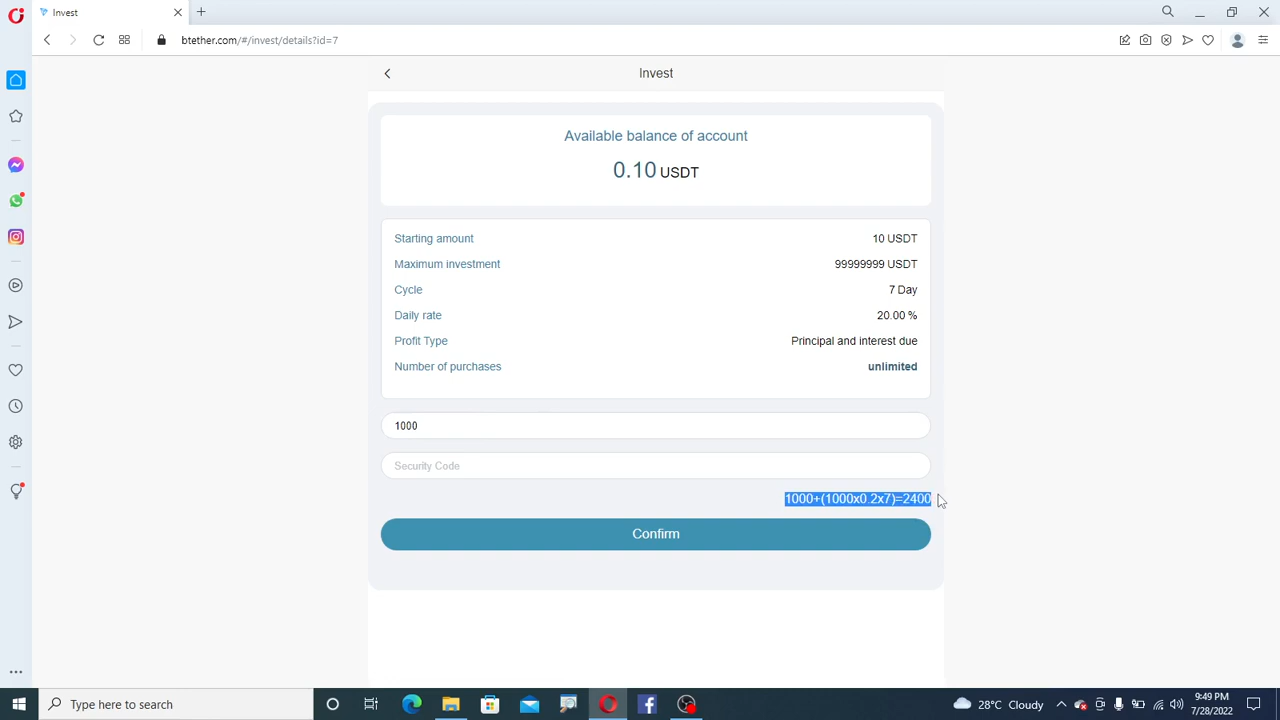 Invest
btether.com/#/invest/details?id=7
Invest
Available balance of account
0.10 USDT
Starting amount 10 USDT
Maximum investment 99999999 USDT
Cycle 7 Day
Daily rate 20.00 %
Profit Type Principal and interest due
Number of purchases unlimited
1000
Security Code
1000+(1000x0.2x7)=2400
Confirm
Type here to search
28°C Cloudy
9:49 PM
7/28/2022